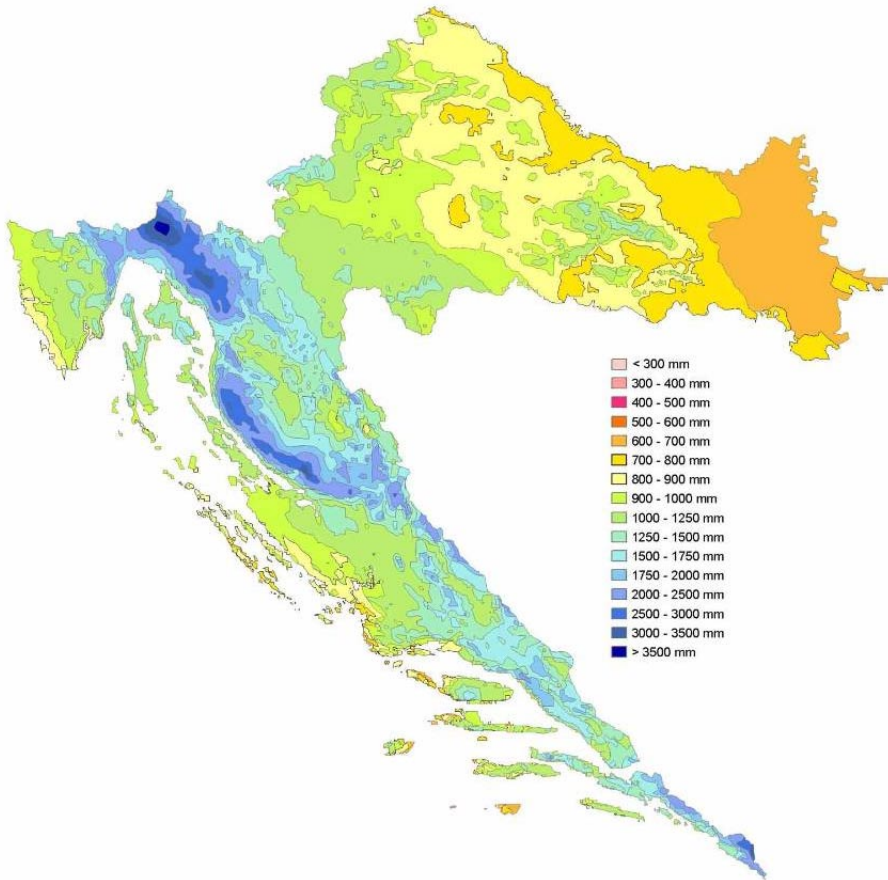 < 300 mm
300 - 400 mm
400 - 500 mm
500 - 600 mm
600 - 700 mm
700 - 800 mm
800 - 900 mm
900 - 1000 mm
1000 - 1250 mm
1250 - 1500 mm
1500 - 1750 mm
1750 - 2000 mm
2000 - 2500 mm
2500 - 3000 mm
3000 - 3500 mm
> 3500 mm